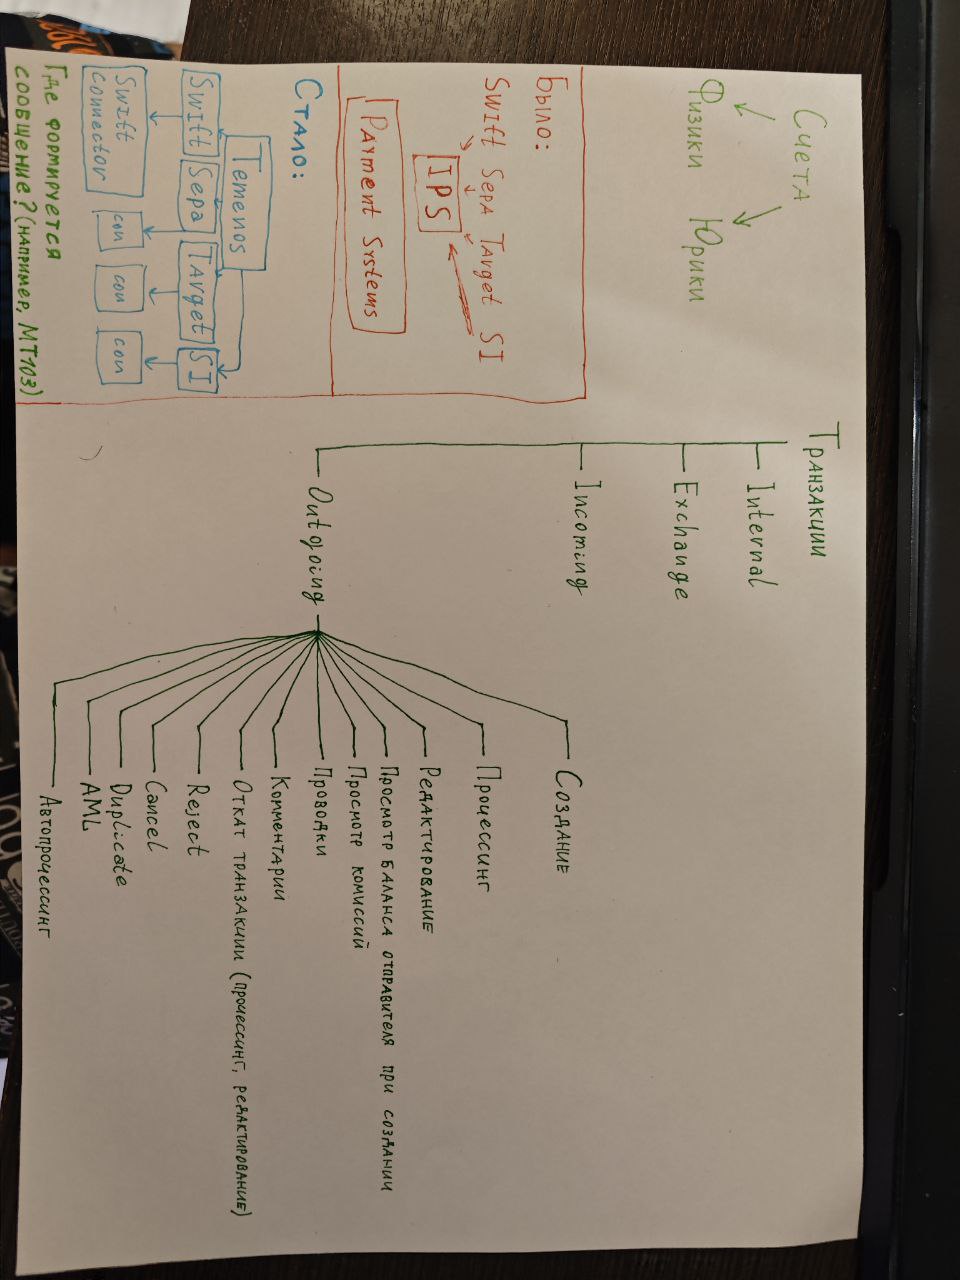 Счета
Физики Юрики
Было:
Swift Sepa Target SI
IPS
Payment Systems
Стало:
Temenos
Swift Sepa Target SI
Swift con con con
connector
Где формируется
сообщение? (например, MT103)
Транзакции
Internal
Exchange
Incoming
Outgoing
Создание
Процессинг
Редактирование
Просмотр баланса отправителя при создании
Просмотр комиссий
Проводки
Комментарии
Откат транзакции (процессинг, редактирование)
Reject
Cancel
Duplicate
AML
Автопроцессинг